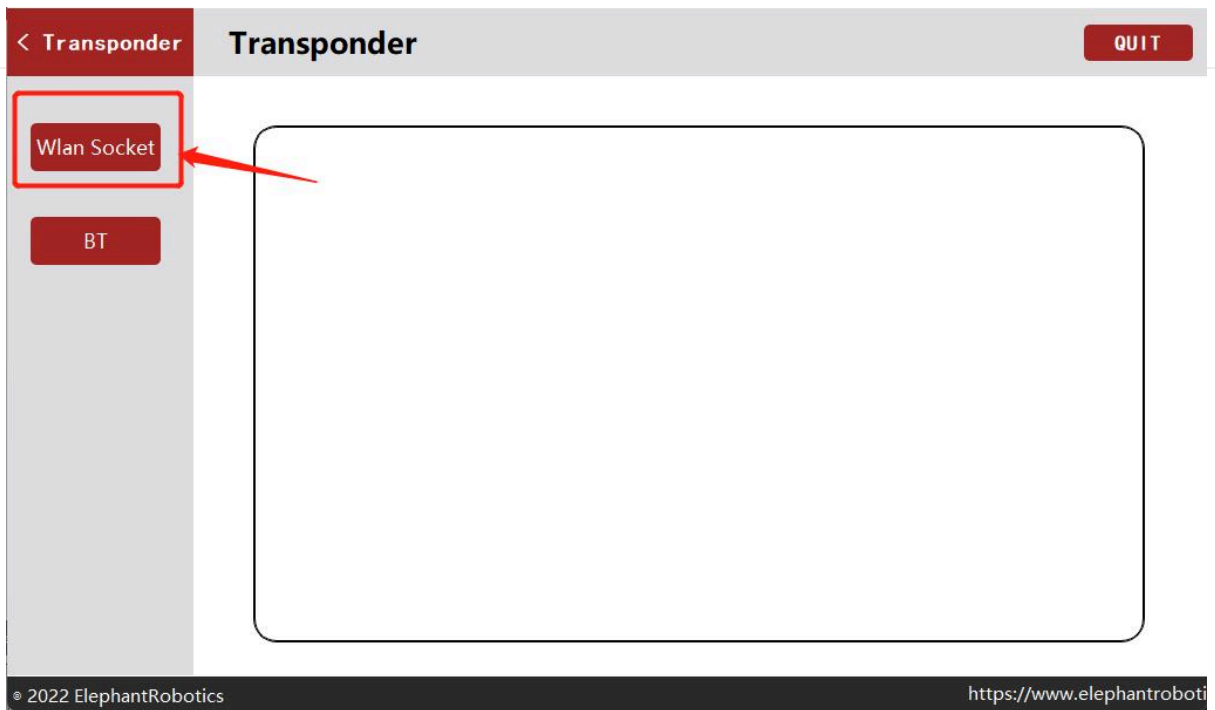 < Transponder
Transponder
QUIT
Wlan Socket
BT
© 2022 ElephantRobotics
https://www.elephantroboti